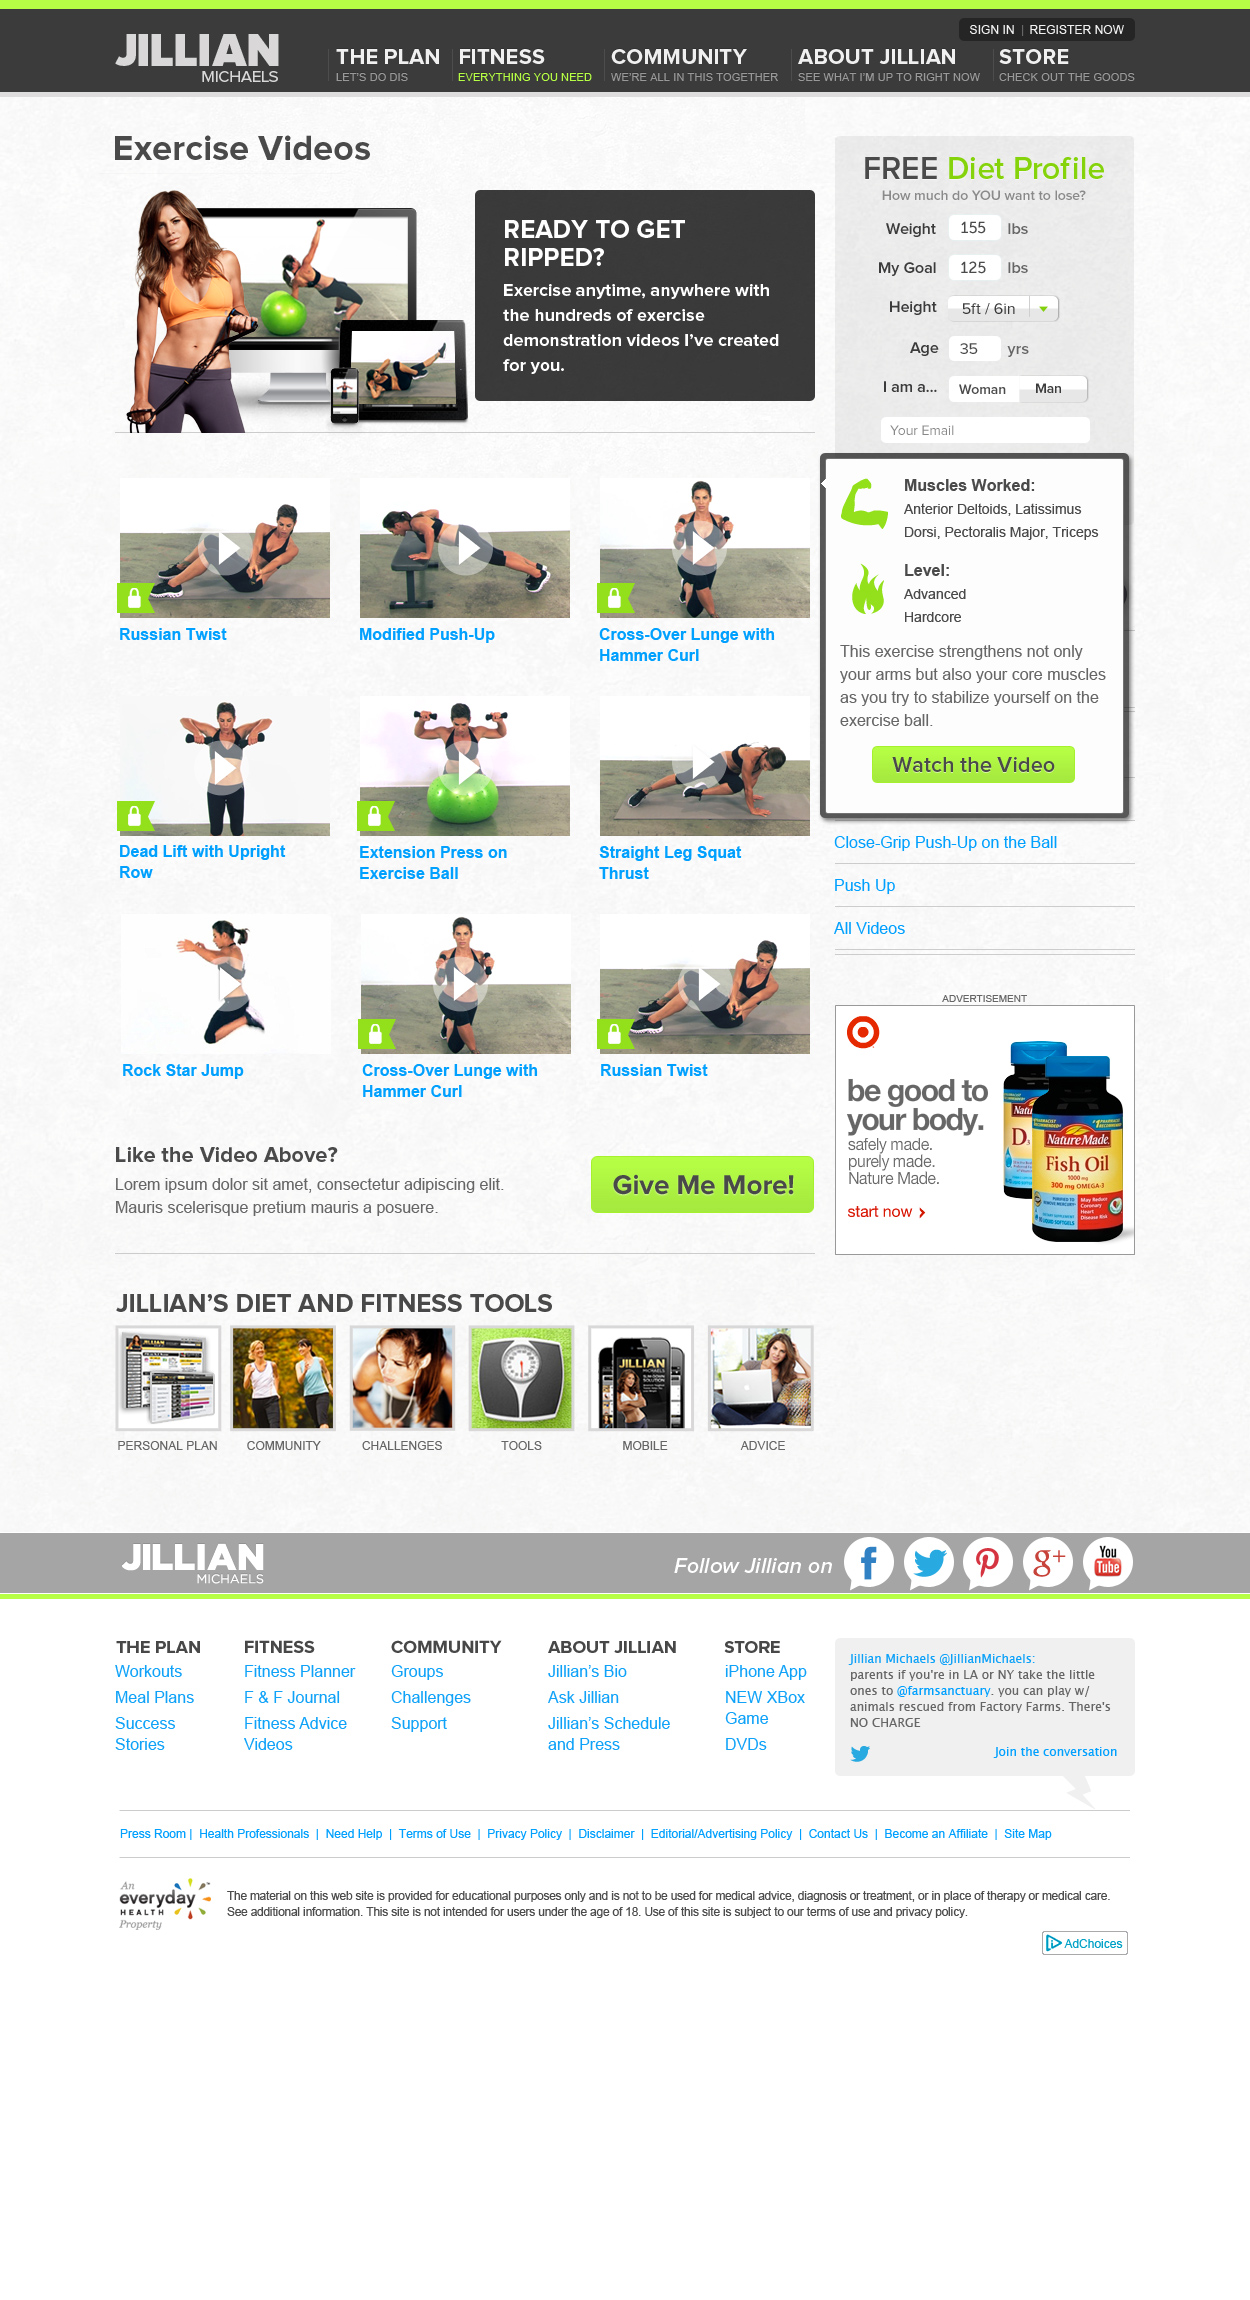 SIGN IN | REGISTER NOW
JILLIAN
MICHAELS
THE PLAN
LET'S DO DIS
FITNESS
EVERYTHING YOU NEED
COMMUNITY
WE'RE ALL IN THIS TOGETHER
ABOUT JILLIAN
SEE WHAT I'M UP TO RIGHT NOW
STORE
CHECK OUT THE GOODS
Exercise Videos
READY TO GET
RIPPED?
Exercise anytime, anywhere with
the hundreds of exercise
demonstration videos I've created
for you.
FREE Diet Profile
How much do YOU want to lose?
Weight 155 lbs
My Goal 125 lbs
Height 5ft / 6in
Age 35 yrs
I am a... Woman Man
Your Email
Muscles Worked:
Anterior Deltoids, Latissimus
Dorsi, Pectoralis Major, Triceps
Level:
Advanced
Hardcore
This exercise strengthens not only
your arms but also your core muscles
as you try to stabilize yourself on the
exercise ball.
Watch the Video
Russian Twist
Modified Push-Up
Cross-Over Lunge with
Hammer Curl
Dead Lift with Upright
Row
Extension Press on
Exercise Ball
Straight Leg Squat
Thrust
Rock Star Jump
Cross-Over Lunge with
Hammer Curl
Russian Twist
Close-Grip Push-Up on the Ball
Push Up
All Videos
ADVERTISEMENT
be good to
your body.
safely made.
purely made.
Nature Made.
start now
Nature Made
Fish Oil
1000 mg
300 mg OMEGA-3
May Reduce
Coronary
Heart
Disease Risk
D3
Like the Video Above?
Lorem ipsum dolor sit amet, consectetur adipiscing elit.
Mauris scelerisque pretium mauris a posuere.
Give Me More!
JILLIAN'S DIET AND FITNESS TOOLS
JILLIAN
MICHAELS
PERSONAL PLAN
COMMUNITY
CHALLENGES
TOOLS
MOBILE
ADVICE
JILLIAN
MICHAELS
Follow Jillian on
f
g+
You
Tube
THE PLAN
Workouts
Meal Plans
Success
Stories
FITNESS
Fitness Planner
F & F Journal
Fitness Advice
Videos
COMMUNITY
Groups
Challenges
Support
ABOUT JILLIAN
Jillian's Bio
Ask Jillian
Jillian's Schedule
and Press
STORE
iPhone App
NEW XBox
Game
DVDs
Jillian Michaels @JillianMichaels:
parents if you're in LA or NY take the little
ones to @farmsanctuary. you can play w/
animals rescued from Factory Farms. There's
NO CHARGE
Join the conversation
Press Room | Health Professionals | Need Help | Terms of Use | Privacy Policy | Disclaimer | Editorial/Advertising Policy | Contact Us | Become an Affiliate | Site Map
An
everyday
HEALTH
Property
The material on this web site is provided for educational purposes only and is not to be used for medical advice, diagnosis or treatment, or in place of therapy or medical care.
See additional information. This site is not intended for users under the age of 18. Use of this site is subject to our terms of use and privacy policy.
AdChoices